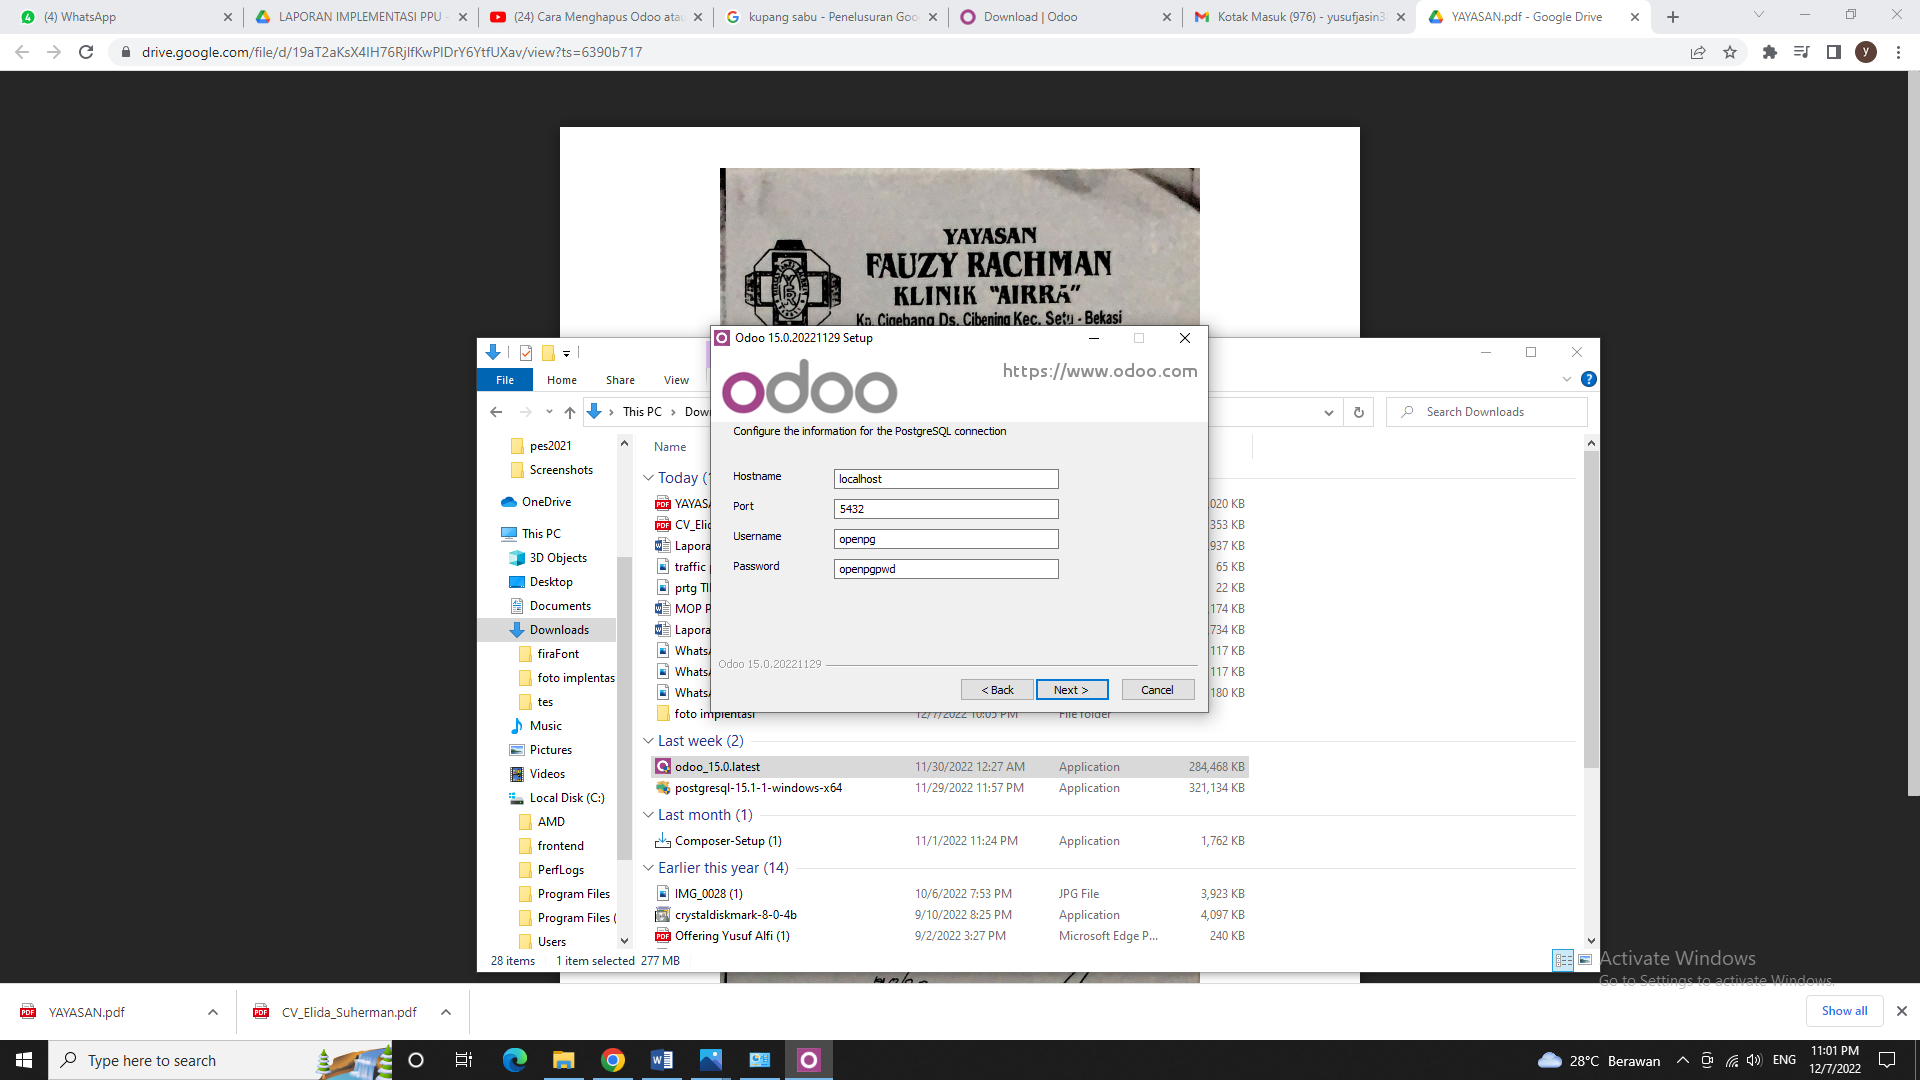 (4) WhatsApp
LAPORAN IMPLEMENTASI PPU -
(24) Cara Menghapus Odoo atau
kupang sabu - Penelusuran Goo
Download | Odoo
Kotak Masuk (976) - yusufjasin3
YAYASAN.pdf - Google Drive
drive.google.com/file/d/19aT2aKsX4IH76RjlfKwPlDrY6YtfUXav/view?ts=6390b717
y
YAYASAN
FAUZY RACHMAN
KLINIK "AIRRA"
Kp. Cigebang Ds. Cibening Kec. Setu - Bekasi
Odoo 15.0.20221129 Setup
odoo
https://www.odoo.com
Configure the information for the PostgreSQL connection
Hostname
localhost
Port
5432
Username
openpg
Password
openpgpwd
Odoo 15.0.20221129
< Back
Next >
Cancel
File
Home
Share
View
This PC
Search Downloads
pes2021
Screenshots
OneDrive
This PC
3D Objects
Desktop
Documents
Downloads
firaFont
foto implentas
tes
Music
Pictures
Videos
Local Disk (C:)
AMD
frontend
PerfLogs
Program Files
Program Files (
Users
Name
Today (
YAYAS 020 KB
CV_Eli 353 KB
Lapora 937 KB
traffic 65 KB
prtg TI 22 KB
MOP P 174 KB
Lapora 734 KB
Whats 117 KB
Whats 117 KB
Whats 180 KB
foto implentasi 12/7/2022 10:05 PM File folder
Last week (2)
odoo_15.0.latest 11/30/2022 12:27 AM Application 284,468 KB
postgresql-15.1-1-windows-x64 11/29/2022 11:57 PM Application 321,134 KB
Last month (1)
Composer-Setup (1) 11/1/2022 11:24 PM Application 1,762 KB
Earlier this year (14)
IMG_0028 (1) 10/6/2022 7:53 PM JPG File 3,923 KB
crystaldiskmark-8-0-4b 9/10/2022 8:25 PM Application 4,097 KB
Offering Yusuf Alfi (1) 9/2/2022 3:27 PM Microsoft Edge P... 240 KB
28 items 1 item selected 277 MB
Activate Windows
Go to Settings to activate Windows.
YAYASAN.pdf
CV_Elida_Suherman.pdf
Show all
Type here to search
28°C Berawan
ENG
11:01 PM
12/7/2022